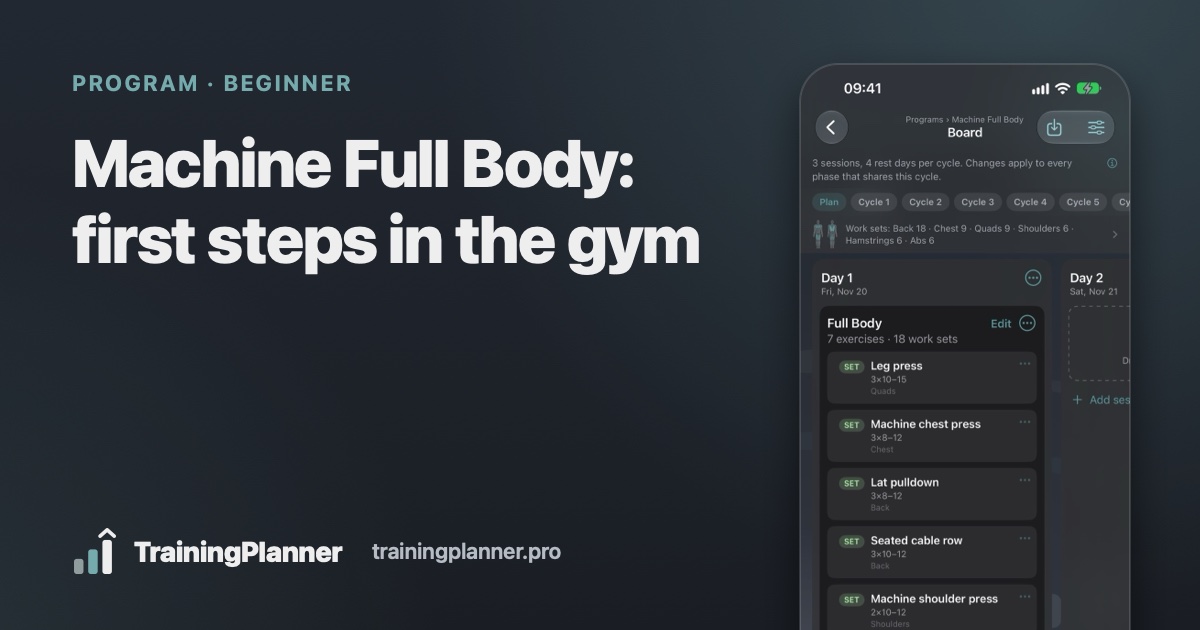 PROGRAM · BEGINNER
Machine Full Body:
first steps in the gym
TrainingPlanner
trainingplanner.pro
09:41
Programs › Machine Full Body
Board
3 sessions, 4 rest days per cycle. Changes apply to every
phase that shares this cycle.
Plan
Cycle 1
Cycle 2
Cycle 3
Cycle 4
Cycle 5
Cy
Work sets: Back 18 · Chest 9 · Quads 9 · Shoulders 6 ·
Hamstrings 6 · Abs 6
Day 1
Fri, Nov 20
Full Body
Edit
7 exercises · 18 work sets
SET
Leg press
3×10–15
Quads
SET
Machine chest press
3×8–12
Chest
SET
Lat pulldown
3×8–12
Back
SET
Seated cable row
3×10–12
Back
SET
Machine shoulder press
2×10–12
Shoulders
Day 2
Sat, Nov 21
+ Add ses